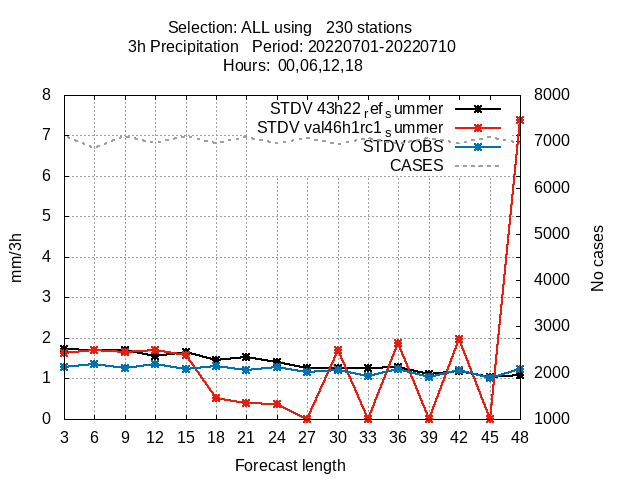 Selection: ALL using   230 stations
3h Precipitation   Period: 20220701-20220710
Hours:  00,06,12,18
8 STDV 43h22 ref summer 8000
7 STDV val46h1rc1 summer 7000
STDV OBS
CASES
6 6000
5 5000
4 4000
3 3000
2 2000
1
0 1000
mm/3h
No cases
3 6 9 12 15 18 21 24 27 30 33 36 39 42 45 48
Forecast length